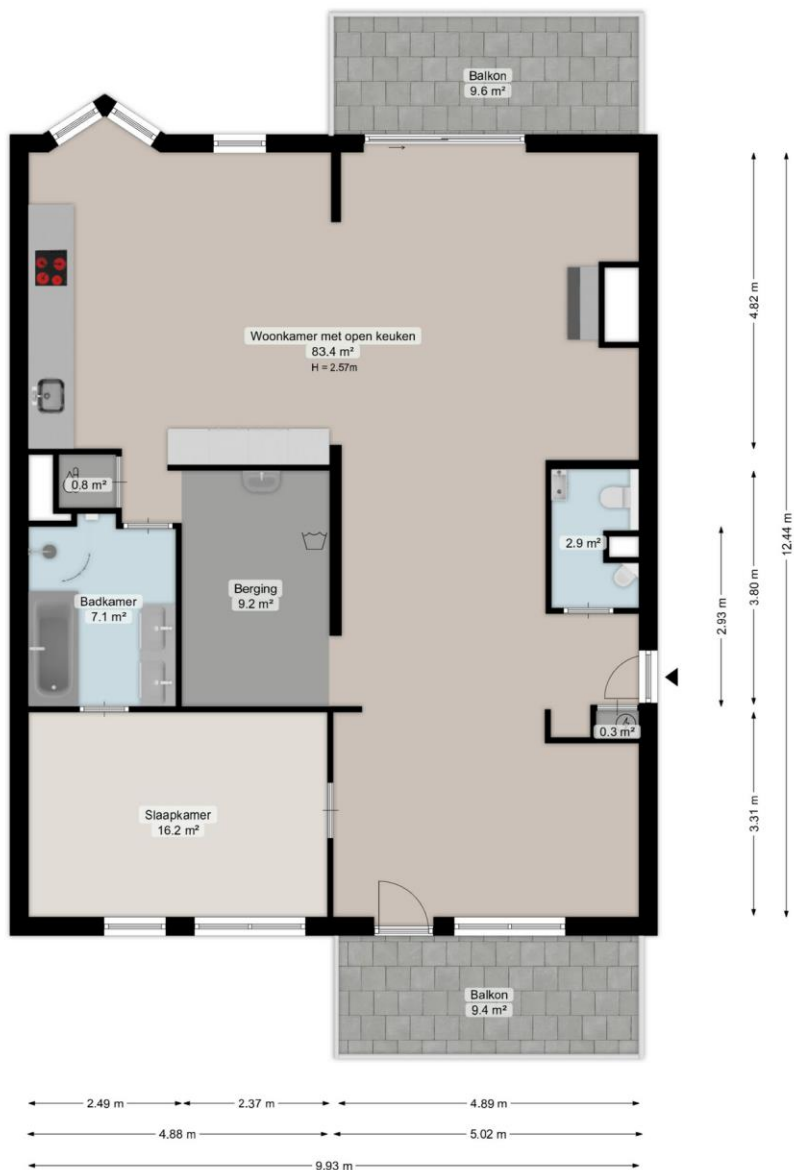 Balkon
9.6 m²
Woonkamer met open keuken
83.4 m²
H = 2.57m
0.8 m²
2.9 m²
Badkamer
7.1 m²
Berging
9.2 m²
0.3 m²
Slaapkamer
16.2 m²
Balkon
9.4 m²
4.82 m
12.44 m
3.80 m
2.93 m
3.31 m
2.49 m
2.37 m
4.89 m
4.88 m
5.02 m
9.93 m